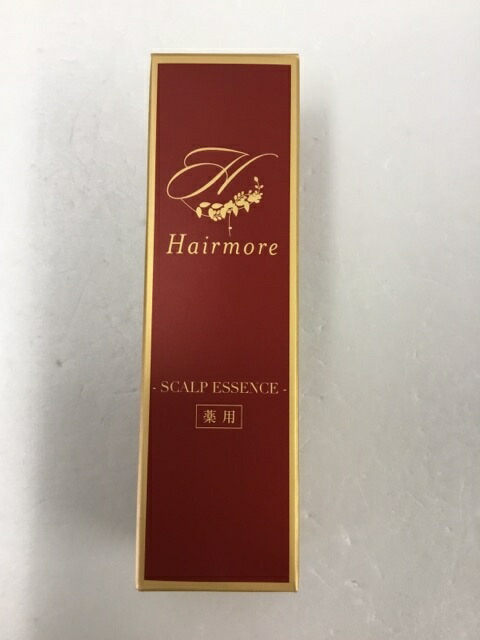 H
Hairmore
- SCALP ESSENCE -
薬用